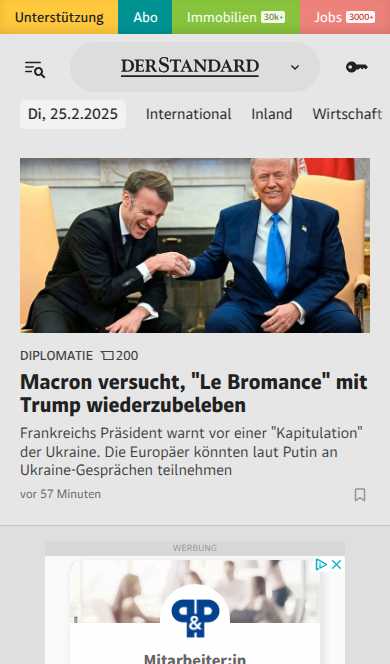 Unterstützung Abo Immobilien 30k+ Jobs 3000+
DERSTANDARD
Di, 25.2.2025 International Inland Wirtschaft
DIPLOMATIE 200
Macron versucht, "Le Bromance" mit
Trump wiederzubeleben
Frankreichs Präsident warnt vor einer "Kapitulation"
der Ukraine. Die Europäer könnten laut Putin an
Ukraine-Gesprächen teilnehmen
vor 57 Minuten
WERBUNG
P&P
Mitarbeiter:in